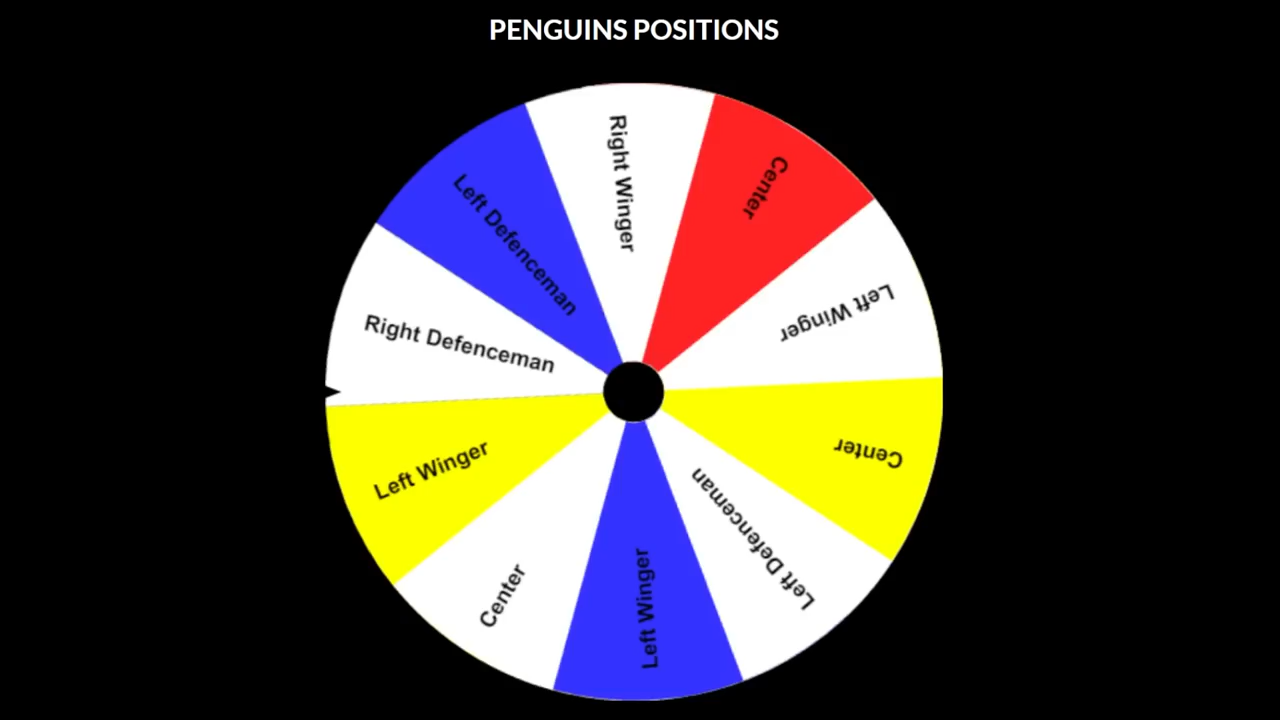 PENGUINS POSITIONS
Right Winger
Center
Left Winger
Center
Left Defenceman
Left Winger
Center
Left Winger
Right Defenceman
Left Defenceman